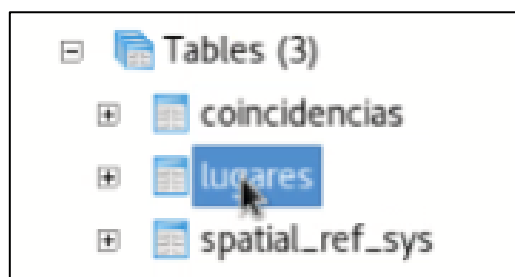 Tables (3)
coincidencias
lugares
spatial_ref_sys